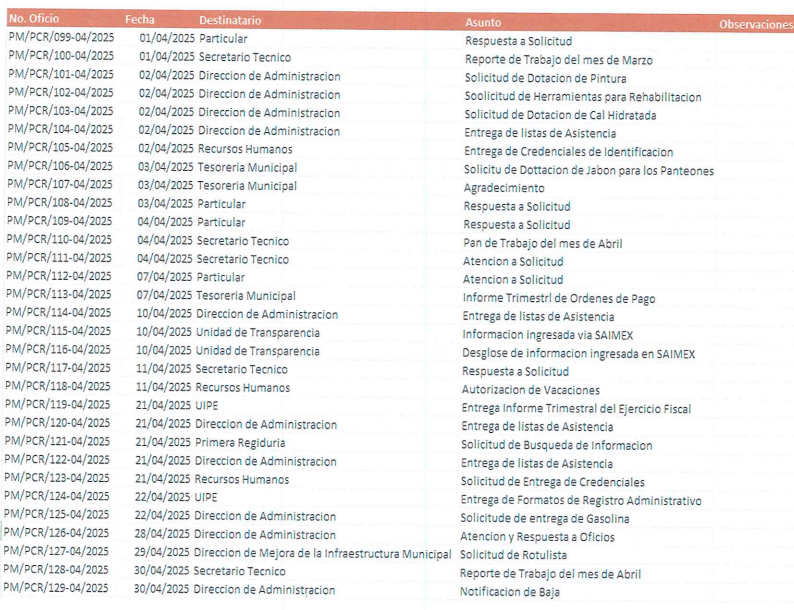 No. Oficio Fecha Destinatario Asunto Observaciones
PM/PCR/099-04/2025 01/04/2025 Particular Respuesta a Solicitud
PM/PCR/100-04/2025 01/04/2025 Secretario Tecnico Reporte de Trabajo del mes de Marzo
PM/PCR/101-04/2025 02/04/2025 Direccion de Administracion Solicitud de Dotacion de Pintura
PM/PCR/102-04/2025 02/04/2025 Direccion de Administracion Soolicitud de Herramientas para Rehabilitacion
PM/PCR/103-04/2025 02/04/2025 Direccion de Administracion Solicitud de Dotacion de Cal Hidratada
PM/PCR/104-04/2025 02/04/2025 Direccion de Administracion Entrega de listas de Asistencia
PM/PCR/105-04/2025 02/04/2025 Recursos Humanos Entrega de Credenciales de Identificacion
PM/PCR/106-04/2025 03/04/2025 Tesoreria Municipal Solicitu de Dottacion de Jabon para los Panteones
PM/PCR/107-04/2025 03/04/2025 Tesoreria Municipal Agradecimiento
PM/PCR/108-04/2025 03/04/2025 Particular Respuesta a Solicitud
PM/PCR/109-04/2025 04/04/2025 Particular Respuesta a Solicitud
PM/PCR/110-04/2025 04/04/2025 Secretario Tecnico Pan de Trabajo del mes de Abril
PM/PCR/111-04/2025 04/04/2025 Secretario Tecnico Atencion a Solicitud
PM/PCR/112-04/2025 07/04/2025 Particular Atencion a Solicitud
PM/PCR/113-04/2025 07/04/2025 Tesoreria Municipal Informe Trimestrl de Ordenes de Pago
PM/PCR/114-04/2025 10/04/2025 Direccion de Administracion Entrega de listas de Asistencia
PM/PCR/115-04/2025 10/04/2025 Unidad de Transparencia Informacion ingresada via SAIMEX
PM/PCR/116-04/2025 10/04/2025 Unidad de Transparencia Desglose de informacion ingresada en SAIMEX
PM/PCR/117-04/2025 11/04/2025 Secretario Tecnico Respuesta a Solicitud
PM/PCR/118-04/2025 11/04/2025 Recursos Humanos Autorizacion de Vacaciones
PM/PCR/119-04/2025 21/04/2025 UIPE Entrega Informe Trimestral del Ejercicio Fiscal
PM/PCR/120-04/2025 21/04/2025 Direccion de Administracion Entrega de listas de Asistencia
PM/PCR/121-04/2025 21/04/2025 Primera Regiduria Solicitud de Busqueda de Informacion
PM/PCR/122-04/2025 21/04/2025 Direccion de Administracion Entrega de listas de Asistencia
PM/PCR/123-04/2025 21/04/2025 Recursos Humanos Solicitud de Entrega de Credenciales
PM/PCR/124-04/2025 22/04/2025 UIPE Entrega de Formatos de Registro Administrativo
PM/PCR/125-04/2025 22/04/2025 Direccion de Administracion Solicitude de entrega de Gasolina
PM/PCR/126-04/2025 28/04/2025 Direccion de Administracion Atencion y Respuesta a Oficios
PM/PCR/127-04/2025 29/04/2025 Direccion de Mejora de la Infraestructura Municipal Solicitud de Rotulista
PM/PCR/128-04/2025 30/04/2025 Secretario Tecnico Reporte de Trabajo del mes de Abril
PM/PCR/129-04/2025 30/04/2025 Direccion de Administracion Notificacion de Baja